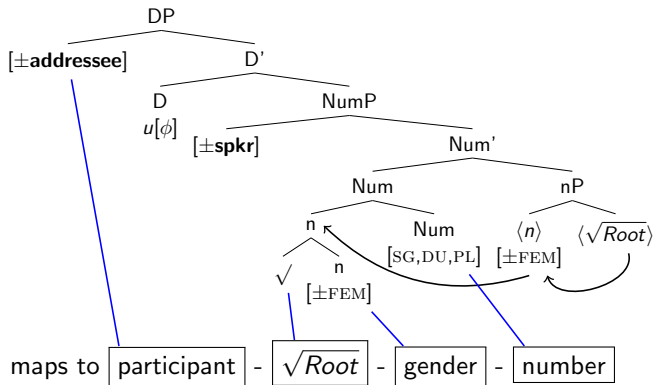 DP
[±addressee] D'
D NumP
u[ϕ]
[±spkr] Num'
Num nP
n Num ⟨n⟩ ⟨√Root⟩
[SG,DU,PL] [±FEM]
√ n
[±FEM]
maps to participant - √Root - gender - number